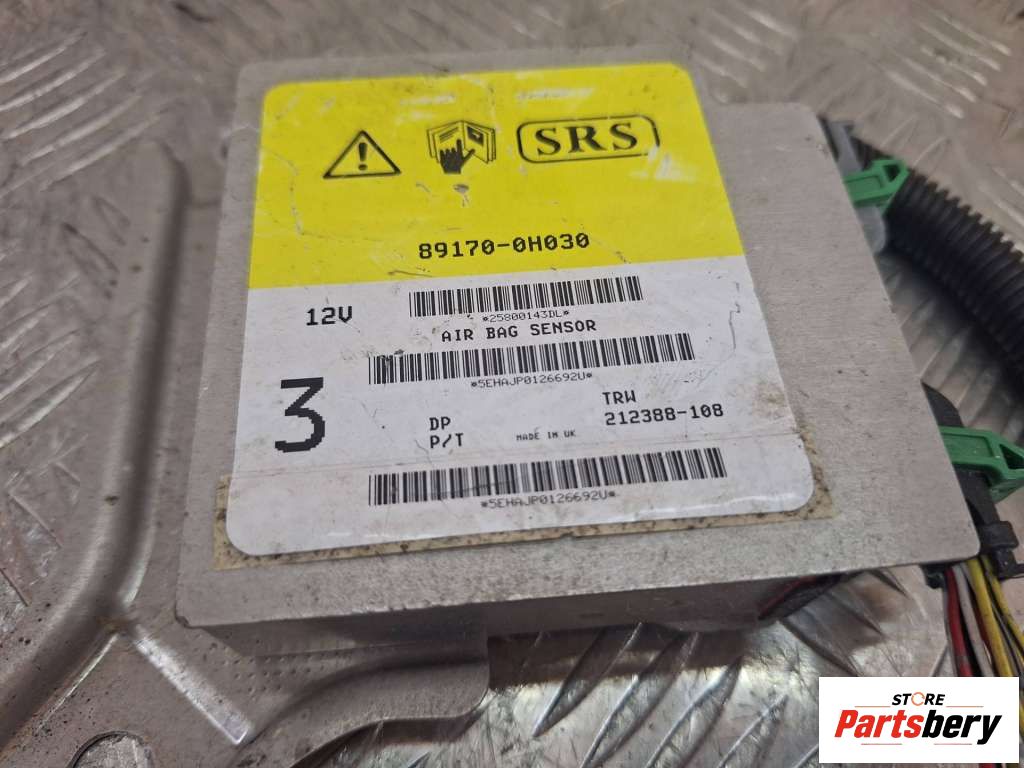 SRS
89170-0H030
12V
*25800143DL*
AIR BAG SENSOR
*5EHAJP0126692U*
3
DP
TRW
P/T
MADE IN UK
212388-108
*5EHAJP0126692U*
STORE
Partsbery